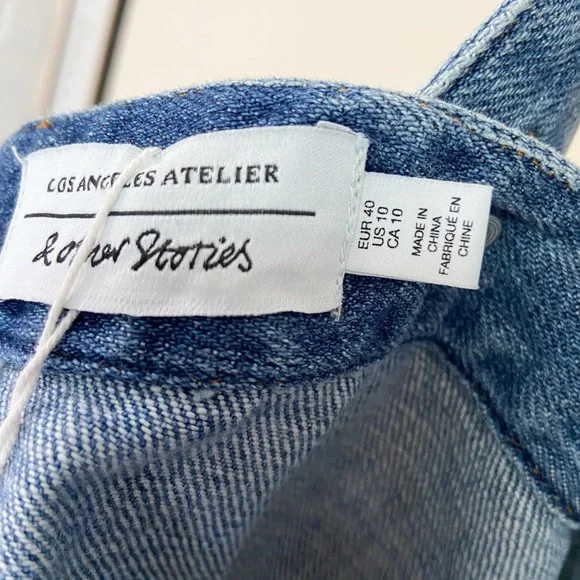 LOS ANGELES ATELIER
& other Stories
EUR 40
US 10
CA 10
MADE IN
CHINA
FABRIQUÉ EN
CHINE